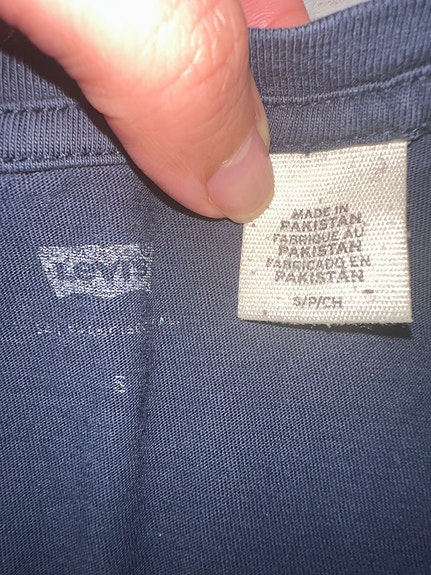 Levi's
S
MADE IN
PAKISTAN
FABRIQUE AU
PAKISTAN
FABRICADO EN
PAKISTAN
S/P/CH